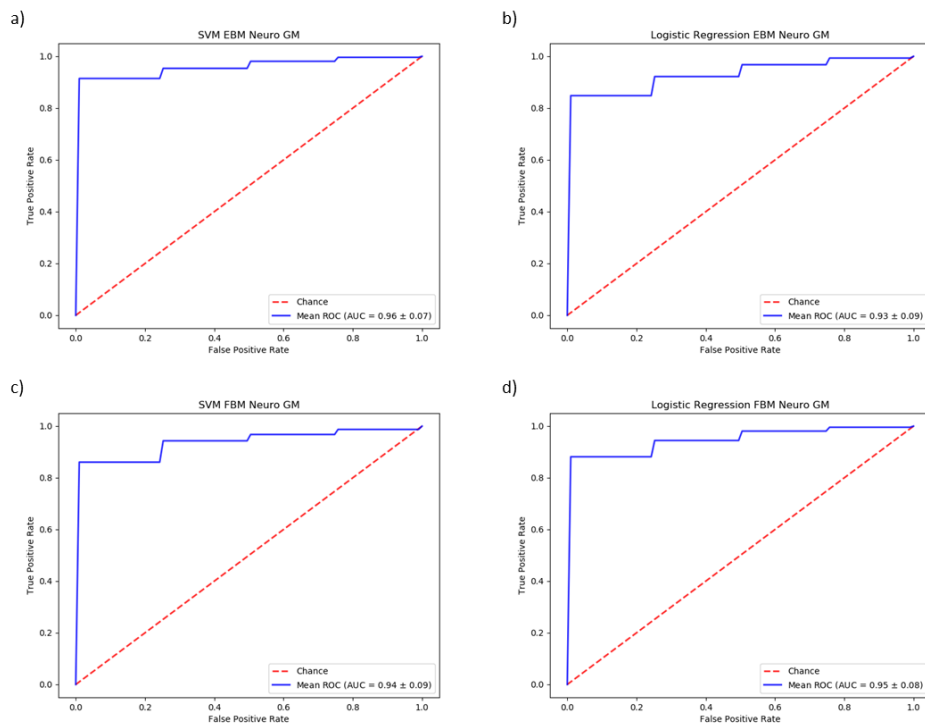 a)
SVM EBM Neuro GM
1.0
0.8
0.6
0.4
0.2
0.0
True Positive Rate
0.0 0.2 0.4 0.6 0.8 1.0
False Positive Rate
Chance
Mean ROC (AUC = 0.96 ± 0.07)
b)
Logistic Regression EBM Neuro GM
1.0
0.8
0.6
0.4
0.2
0.0
True Positive Rate
0.0 0.2 0.4 0.6 0.8 1.0
False Positive Rate
Chance
Mean ROC (AUC = 0.93 ± 0.09)
c)
SVM FBM Neuro GM
1.0
0.8
0.6
0.4
0.2
0.0
True Positive Rate
0.0 0.2 0.4 0.6 0.8 1.0
False Positive Rate
Chance
Mean ROC (AUC = 0.94 ± 0.09)
d)
Logistic Regression FBM Neuro GM
1.0
0.8
0.6
0.4
0.2
0.0
True Positive Rate
0.0 0.2 0.4 0.6 0.8 1.0
False Positive Rate
Chance
Mean ROC (AUC = 0.95 ± 0.08)